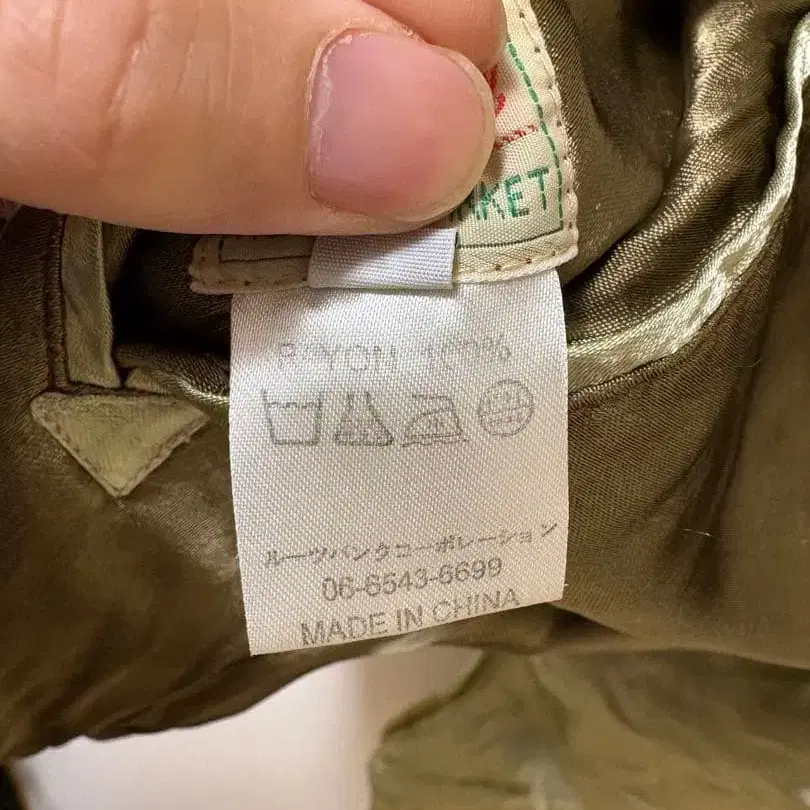 RAYON 100%
ルーツバンクコーポレーション
06-6543-6699
MADE IN CHINA